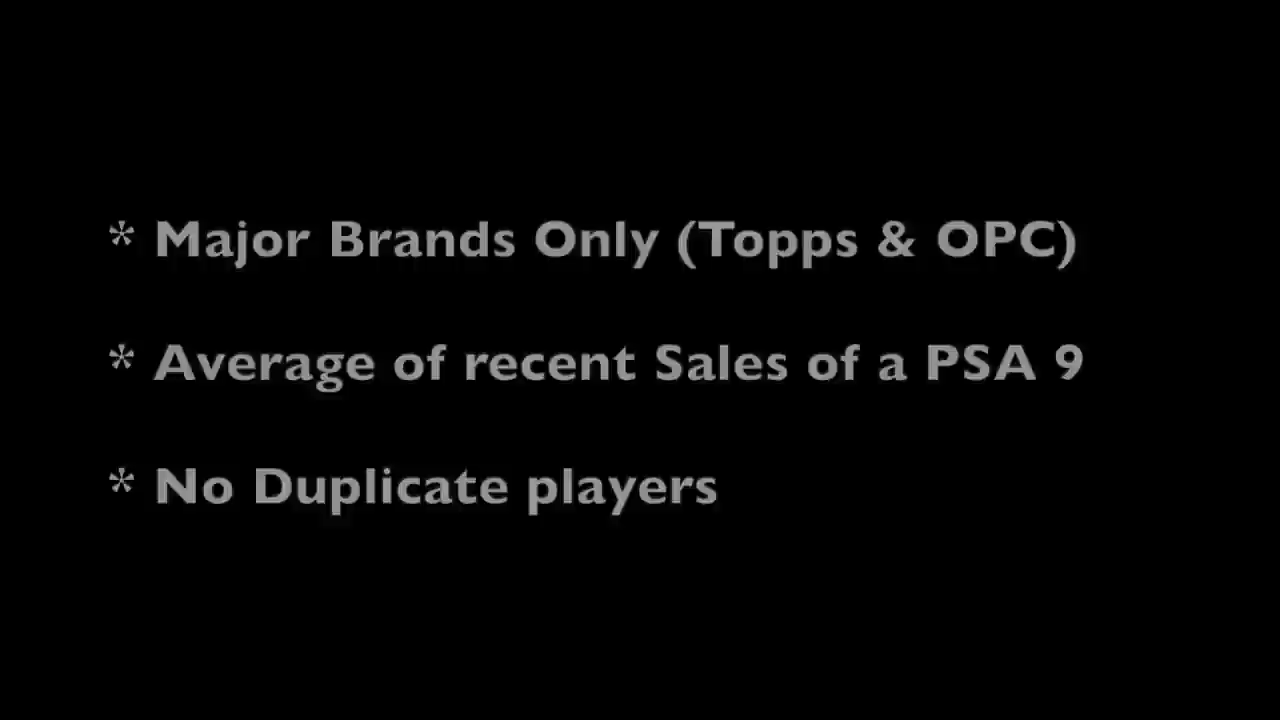 * Major Brands Only (Topps & OPC)
* Average of recent Sales of a PSA 9
* No Duplicate players